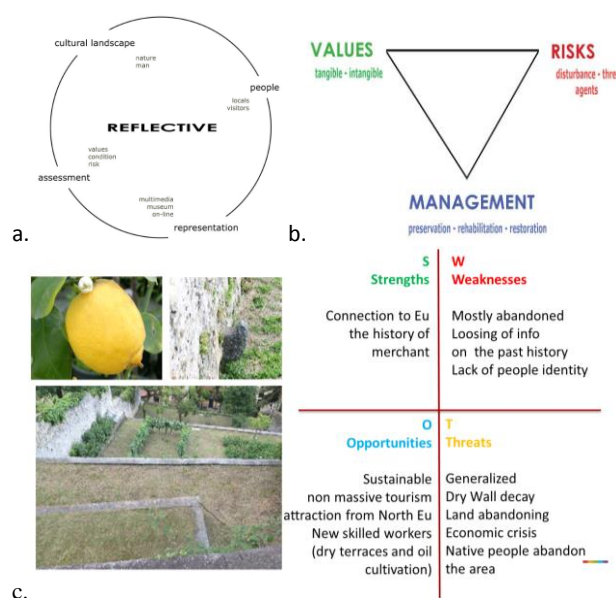 cultural landscape
nature
man
people
locals
visitors
REFLECTIVE
values
condition
risk
assessment
multimedia
museum
on-line
representation
a.
VALUES
tangible - intangible
RISKS
disturbance - thre
agents
MANAGEMENT
preservation - rehabilitation - restoration
b.
S
Strengths
Connection to Eu
the history of
merchant
W
Weaknesses
Mostly abandoned
Loosing of info
on the past history
Lack of people identity
O
Opportunities
Sustainable
non massive tourism
attraction from North Eu
New skilled workers
(dry terraces and oil
cultivation)
T
Threats
Generalized
Dry Wall decay
Land abandoning
Economic crisis
Native people abandon
the area
c.